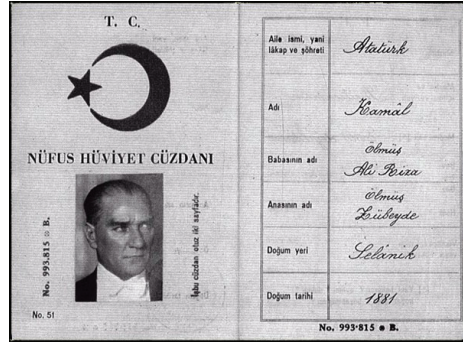 T. C.
NÜFUS HÜVİYET CÜZDANI
No. 993.815 * B.
İşbu cüzdan otuz iki sayfadır.
No. 51
Aile ismi, yani
lâkap ve şöhreti
Atatürk
Adı
Kamâl
Babasının adı
Ölmüş
Ali Rıza
Anasının adı
Ölmüş
Zübeyde
Doğum yeri
Selânik
Doğum tarihi
1881
No. 993·815 * B.